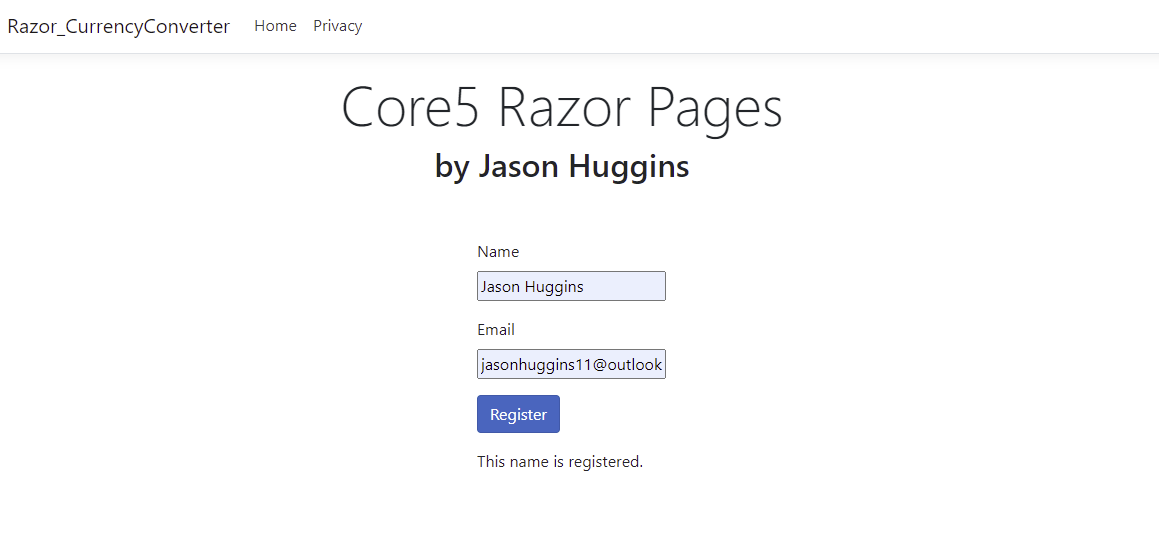 Razor_CurrencyConverter Home Privacy
Core5 Razor Pages
by Jason Huggins
Name
Jason Huggins
Email
jasonhuggins11@outlook
Register
This name is registered.